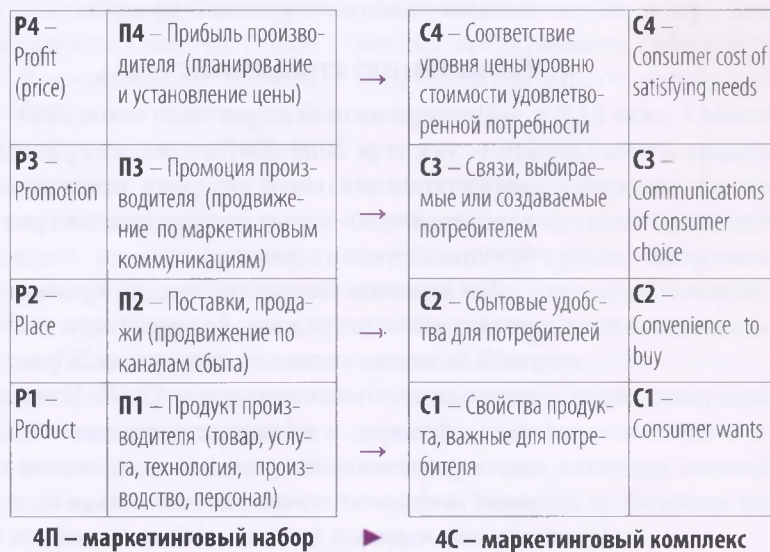 P4 –
Profit
(price)
П4 – Прибыль произво-
дителя (планирование
и установление цены)
→
С4 – Соответствие
уровня цены уровню
стоимости удовлетво-
ренной потребности
C4 –
Consumer cost of
satisfying needs
P3 –
Promotion
П3 – Промоция произ-
водителя (продвиже-
ние по маркетинговым
коммуникациям)
→
С3 – Связи, выбирае-
мые или создаваемые
потребителем
C3 –
Communications
of consumer
choice
P2 –
Place
П2 – Поставки, прода-
жи (продвижение по
каналам сбыта)
→
С2 – Сбытовые удобс-
тва для потребителей
C2 –
Convenience to
buy
P1 –
Product
П1 – Продукт произ-
водителя (товар, услу-
га, технология, произ-
водство, персонал)
→
С1 – Свойства продук-
та, важные для потре-
бителя
C1 –
Consumer wants
4П – маркетинговый набор ▶ 4С – маркетинговый комплекс